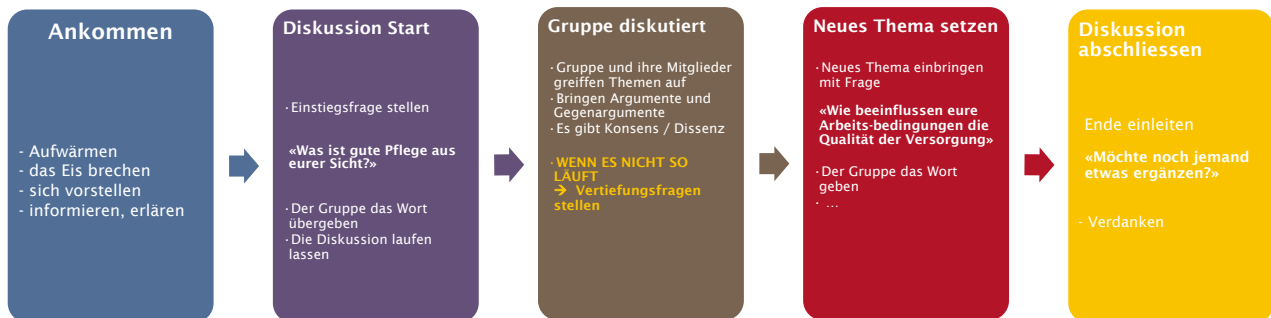 Ankommen
- Aufwärmen
- das Eis brechen
- sich vorstellen
- informieren, erlären
Diskussion Start
· Einstiegsfrage stellen
«Was ist gute Pflege aus
eurer Sicht?»
· Der Gruppe das Wort
übergeben
· Die Diskussion laufen
lassen
Gruppe diskutiert
· Gruppe und ihre Mitglieder
greiffen Themen auf
· Bringen Argumente und
Gegenargumente
· Es gibt Konsens / Dissenz
· WENN ES NICHT SO
LÄUFT
→ Vertiefungsfragen
stellen
Neues Thema setzen
· Neues Thema einbringen
mit Frage
«Wie beeinflussen eure
Arbeits-bedingungen die
Qualität der Versorgung»
· Der Gruppe das Wort
geben
· ...
Diskussion
abschliessen
Ende einleiten
«Möchte noch jemand
etwas ergänzen?»
- Verdanken